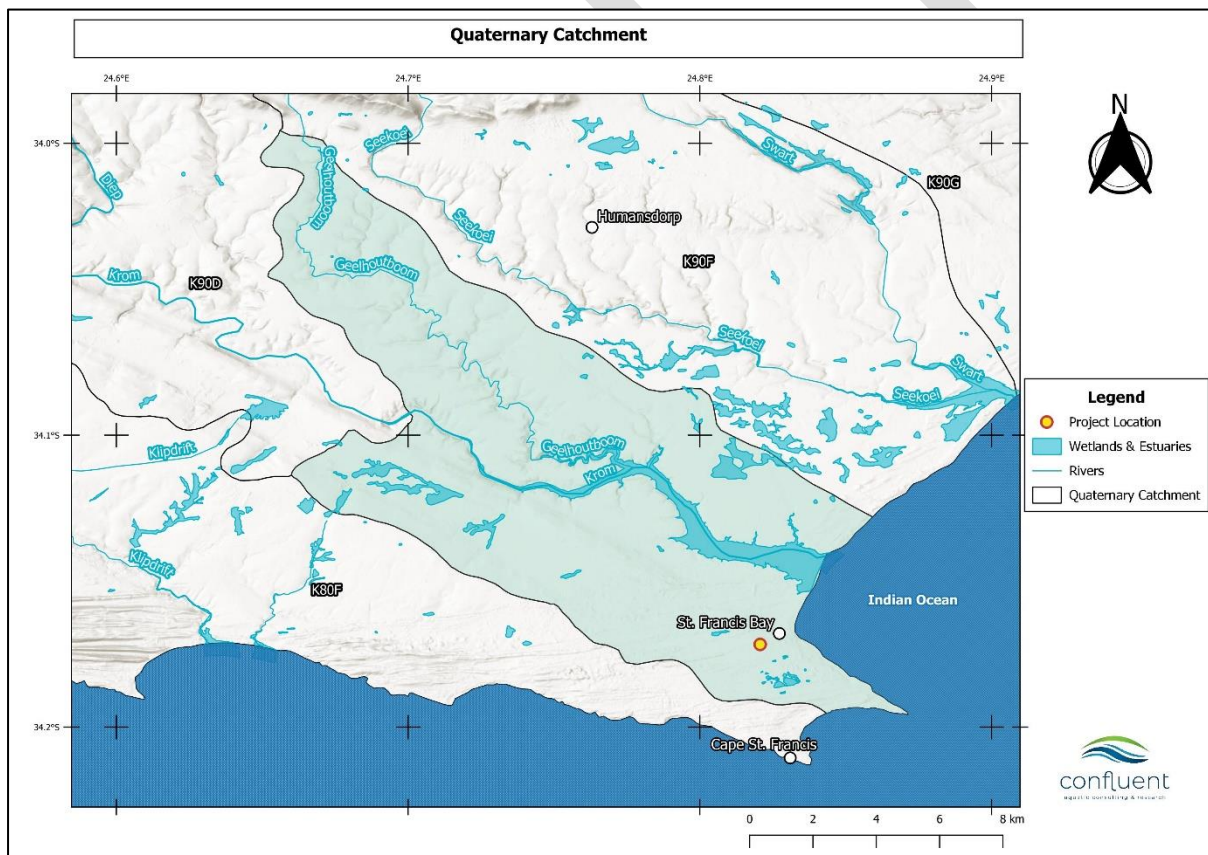 Quaternary Catchment
24.6°E
24.7°E
24.8°E
24.9°E
34.0°S
34.1°S
34.2°S
N
Geelhoutboom
Seekoei
Swart
K90G
Diep
Humansdorp
Seekoei
K90D
Krom
Geelhoutboom
K90F
Seekoei
Swart
Seekoei
Klipdrift
Geelhoutboom
Krom
Klipdrift
K80F
St. Francis Bay
Indian Ocean
Cape St. Francis
Legend
Project Location
Wetlands & Estuaries
Rivers
Quaternary Catchment
confluent
aquatic consulting & research
0 2 4 6 8 km